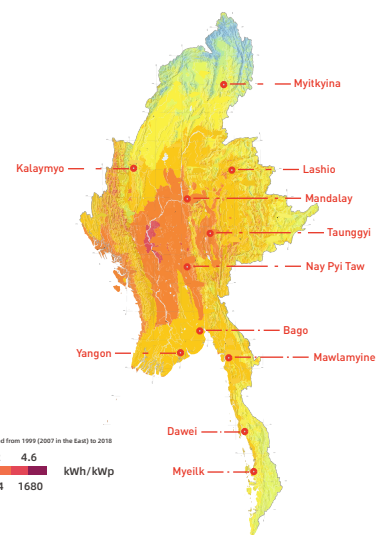 Myitkyina
Kalaymyo
Lashio
Mandalay
Taunggyi
Nay Pyi Taw
Bago
Yangon
Mawlamyine
Dawei
Myeilk
from 1999 (2007 in the East) to 2018
4.6
kWh/kWp
1680